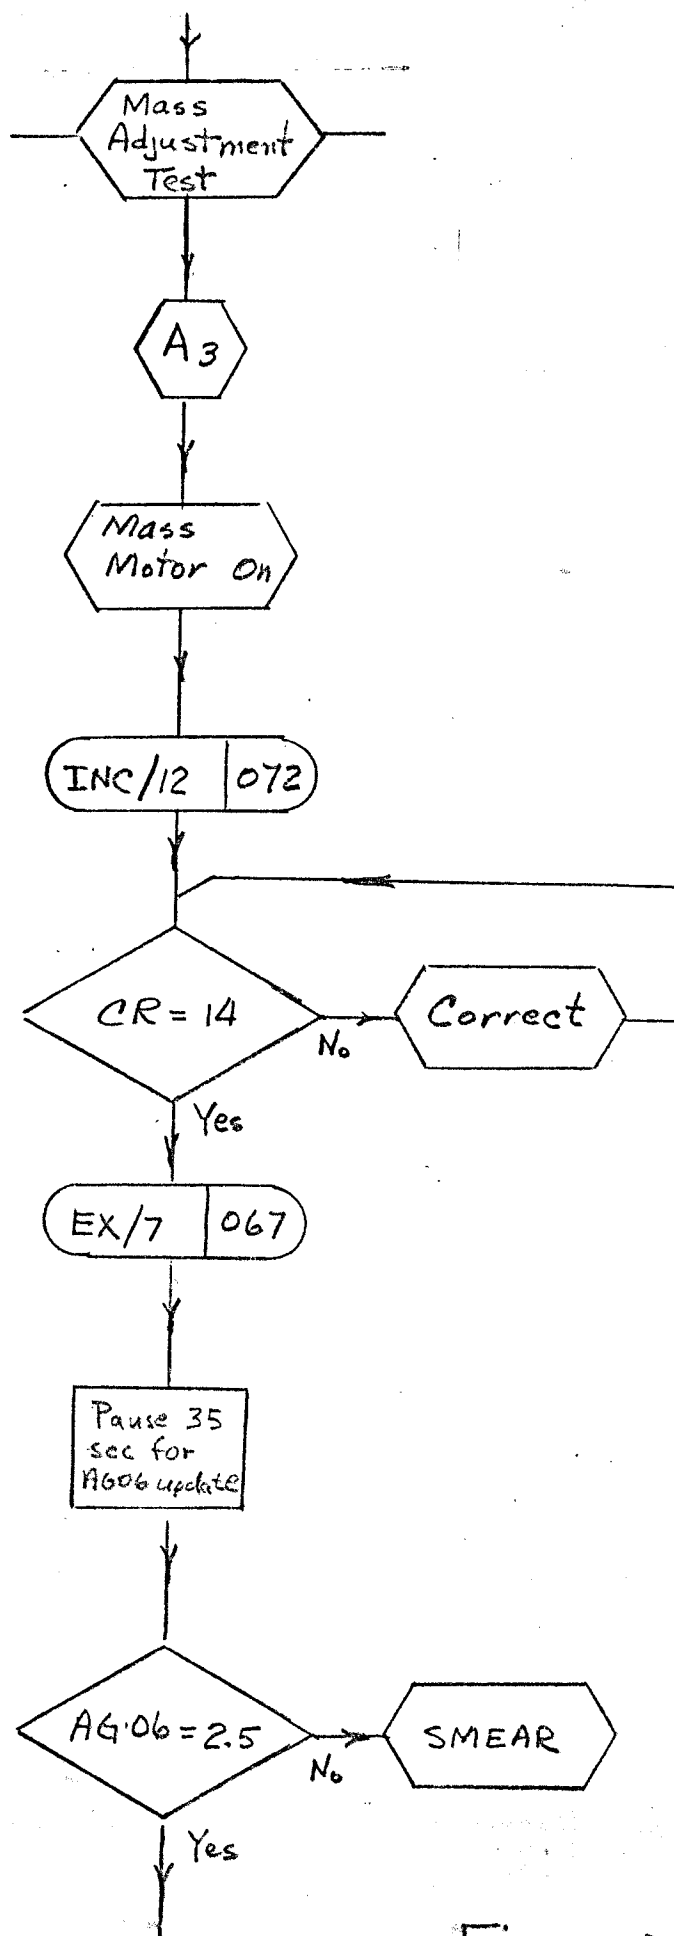 Mass
Adjustment
Test
A3
Mass
Motor On
INC/12 072
CR = 14
No
Correct
Yes
EX/7 067
Pause 35
sec for
AG06 update
AG·06 = 2.5
No
SMEAR
Yes